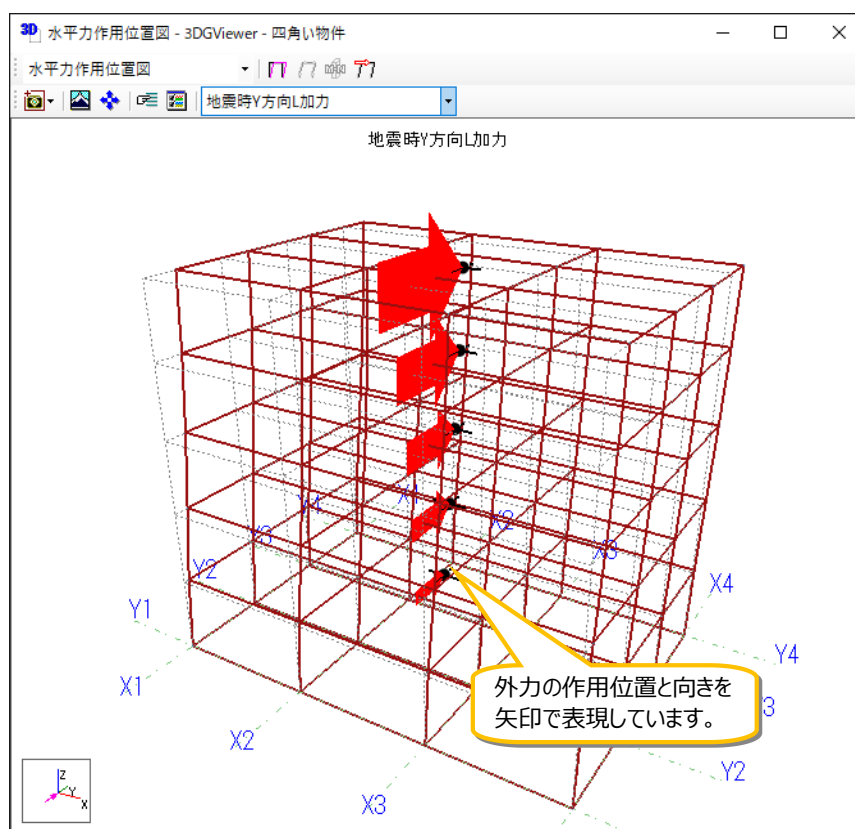 3D 水平力作用位置図 - 3DGViewer - 四角い物件
水平力作用位置図
地震時Y方向L加力
地震時Y方向L加力
X1
Y4
X2
Y3
X3
Y2
X4
Y1
Y4
X1
外力の作用位置と向きを
矢印で表現しています。
3
X2
Y2
X3
Z
Y
X